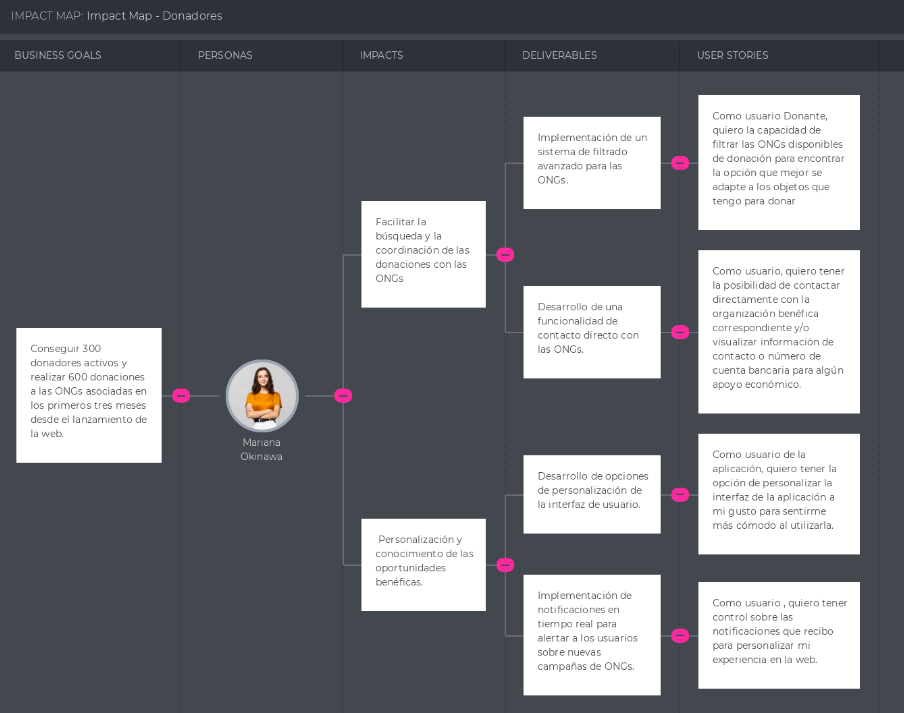 IMPACT MAP: Impact Map - Donadores
BUSINESS GOALS
PERSONAS
IMPACTS
DELIVERABLES
USER STORIES
Conseguir 300
donadores activos y
realizar 600 donaciones
a las ONGs asociadas en
los primeros tres meses
desde el lanzamiento de
la web.
Mariana
Okinawa
Facilitar la
búsqueda y la
coordinación de las
donaciones con las
ONGs
Implementación de un
sistema de filtrado
avanzado para las
ONGs.
Como usuario Donante,
quiero la capacidad de
filtrar las ONGs disponibles
de donación para encontrar
la opción que mejor se
adapte a los objetos que
tengo para donar
Desarrollo de una
funcionalidad de
contacto directo con
las ONGs.
Como usuario, quiero tener
la posibilidad de contactar
directamente con la
organización benéfica
correspondiente y/o
visualizar información de
contacto o número de
cuenta bancaria para algún
apoyo económico.
Personalización y
conocimiento de las
oportunidades
benéficas.
Desarrollo de opciones
de personalización de
la interfaz de usuario.
Como usuario de la
aplicación, quiero tener la
opción de personalizar la
interfaz de la aplicación a
mi gusto para sentirme
más cómodo al utilizarla.
Implementación de
notificaciones en
tiempo real para
alertar a los usuarios
sobre nuevas
campañas de ONGs.
Como usuario , quiero tener
control sobre las
notificaciones que recibo
para personalizar mi
experiencia en la web.